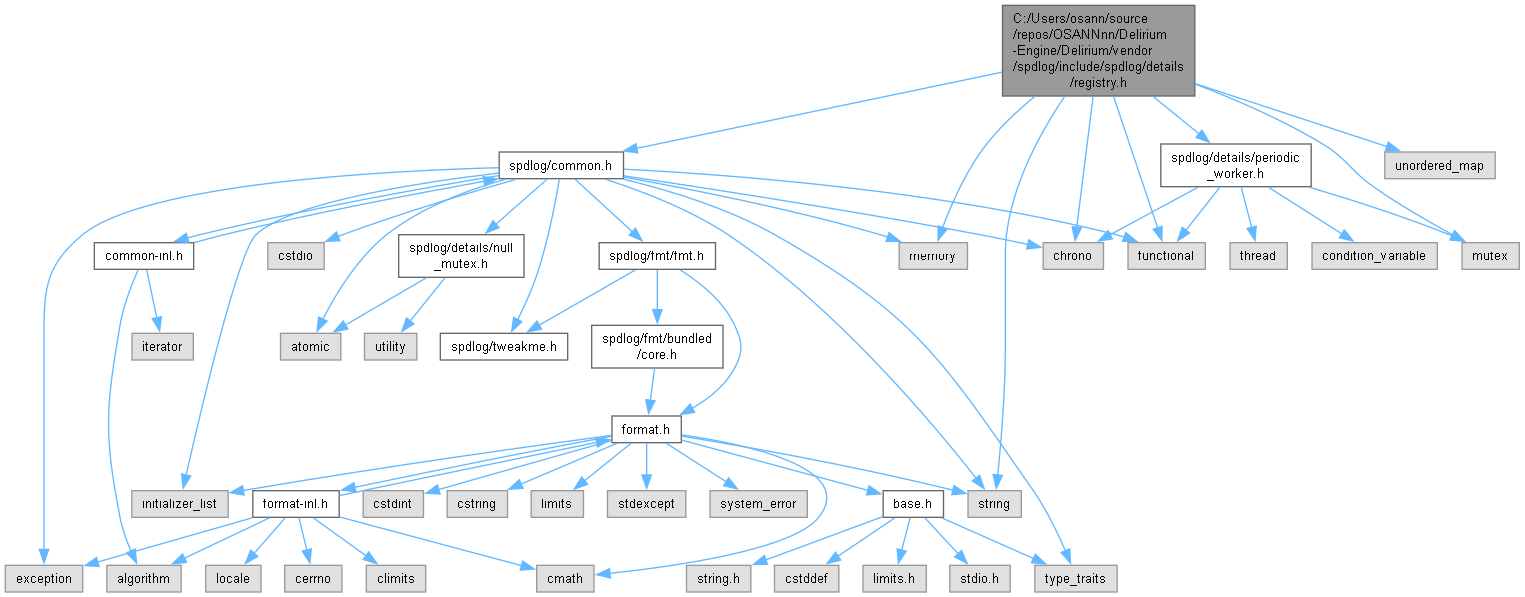 C:/Users/osann/source
/repos/OSANNnn/Delirium
-Engine/Delirium/vendor
/spdlog/include/spdlog/details
/registry.h
spdlog/common.h
spdlog/details/periodic
_worker.h
unordered_map
common-inl.h
cstdio
spdlog/details/null
_mutex.h
spdlog/fmt/fmt.h
memory
chrono
functional
thread
condition_variable
mutex
iterator
atomic
utility
spdlog/tweakme.h
spdlog/fmt/bundled
/core.h
format.h
initializer_list
format-inl.h
cstdint
cstring
limits
stdexcept
system_error
base.h
string
exception
algorithm
locale
cerrno
climits
cmath
string.h
cstddef
limits.h
stdio.h
type_traits